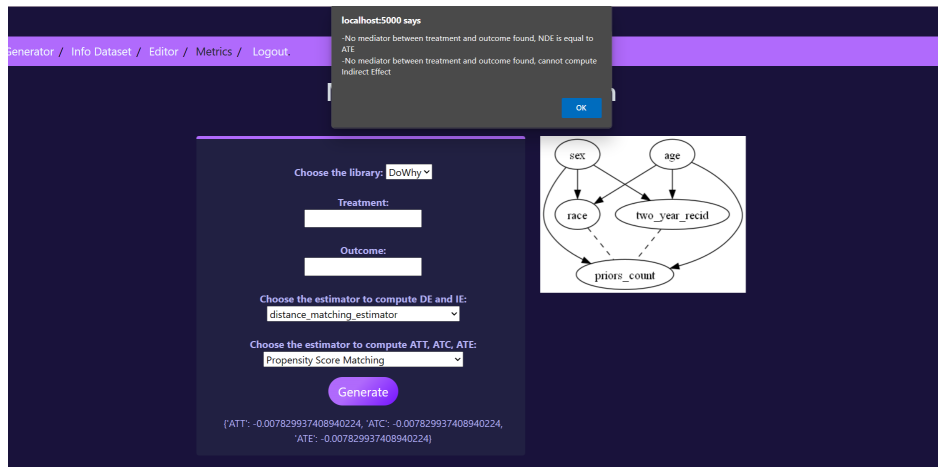 localhost:5000 says
-No mediator between treatment and outcome found, NDE is equal to
ATE
-No mediator between treatment and outcome found, cannot compute
Indirect Effect
OK
Generator / Info Dataset / Editor / Metrics / Logout
Choose the library: DoWhy
Treatment:
Outcome:
Choose the estimator to compute DE and IE:
distance_matching_estimator
Choose the estimator to compute ATT, ATC, ATE:
Propensity Score Matching
Generate
{'ATT': -0.007829937408940224, 'ATC': -0.007829937408940224,
'ATE': -0.007829937408940224}
sex
age
race
two_year_recid
priors_count